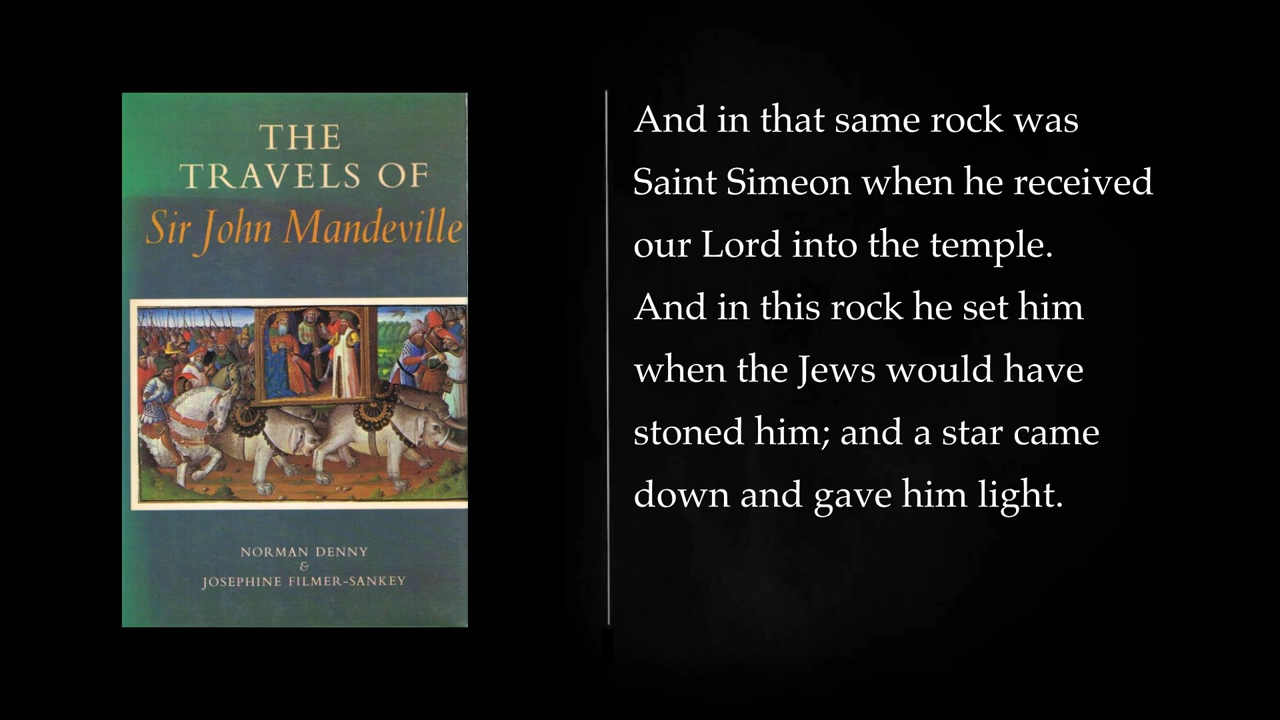 THE
TRAVELS OF
Sir John Mandeville
NORMAN DENNY
&
JOSEPHINE FILMER-SANKEY
And in that same rock was
Saint Simeon when he received
our Lord into the temple.
And in this rock he set him
when the Jews would have
stoned him; and a star came
down and gave him light.